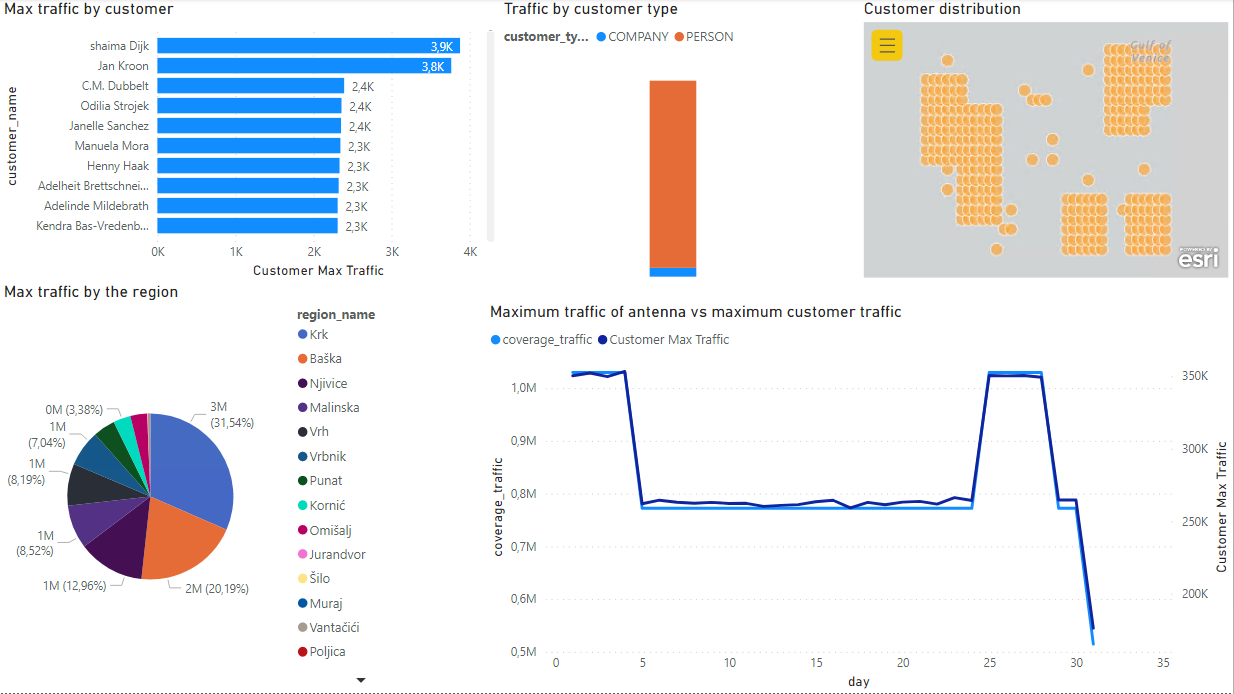 Max traffic by customer
customer_name
shaima Dijk
3,9K
Jan Kroon
3,8K
C.M. Dubbelt
2,4K
Odilia Strojek
2,4K
Janelle Sanchez
2,4K
Manuela Mora
2,3K
Henny Haak
2,3K
Adelheit Brettschnei...
2,3K
Adelinde Mildebrath
2,3K
Kendra Bas-Vredenb...
2,3K
0K 1K 2K 3K 4K
Customer Max Traffic
Traffic by customer type
customer_ty... COMPANY PERSON
Customer distribution
Gulf of
Venice
POWERED BY
esri
Max traffic by the region
3M
(31,54%)
2M (20,19%)
1M (12,96%)
1M
(8,52%)
1M
(8,19%)
1M
(7,04%)
0M (3,38%)
region_name
Krk
Baška
Njivice
Malinska
Vrh
Vrbnik
Punat
Kornić
Omišalj
Jurandvor
Šilo
Muraj
Vantačići
Poljica
Maximum traffic of antenna vs maximum customer traffic
coverage_traffic Customer Max Traffic
coverage_traffic
1,0M
0,9M
0,8M
0,7M
0,6M
0,5M
350K
300K
250K
200K
Customer Max Traffic
0 5 10 15 20 25 30 35
day